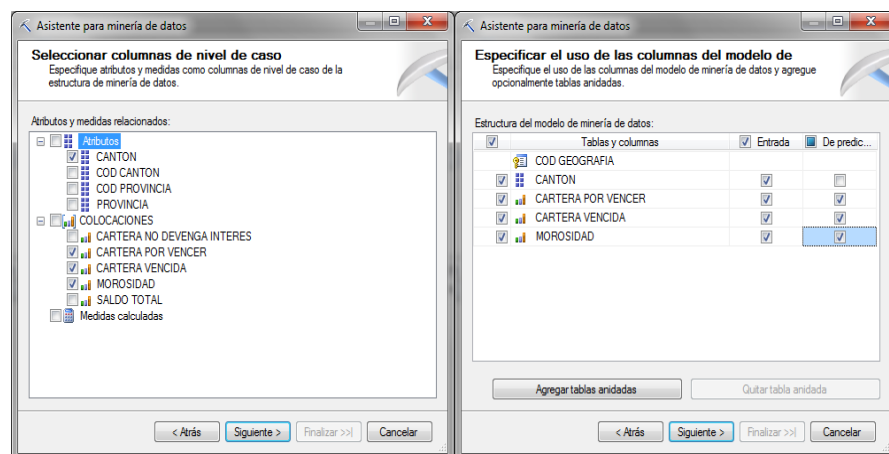 Asistente para minería de datos
Seleccionar columnas de nivel de caso
Especifique atributos y medidas como columnas de nivel de caso de la
estructura de minería de datos.
Atributos y medidas relacionados:
Atributos
CANTON
COD CANTON
COD PROVINCIA
PROVINCIA
COLOCACIONES
CARTERA NO DEVENGA INTERES
CARTERA POR VENCER
CARTERA VENCIDA
MOROSIDAD
SALDO TOTAL
Medidas calculadas
< Atrás
Siguiente >
Finalizar >>|
Cancelar
Asistente para minería de datos
Especificar el uso de las columnas del modelo de
Especifique el uso de las columnas del modelo de minería de datos y agregue
opcionalmente tablas anidadas.
Estructura del modelo de minería de datos:
Tablas y columnas Entrada De predic...
COD GEOGRAFIA
CANTON
CARTERA POR VENCER
CARTERA VENCIDA
MOROSIDAD
Agregar tablas anidadas
Quitar tabla anidada
< Atrás
Siguiente >
Finalizar >>|
Cancelar